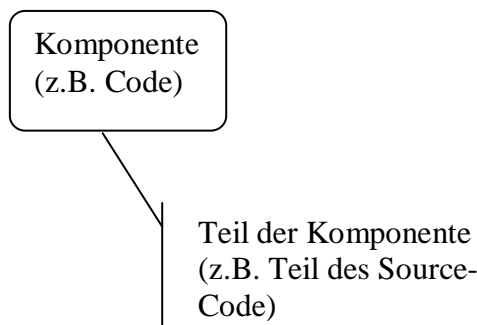 Komponente
(z.B. Code)
Teil der Komponente
(z.B. Teil des Source-
Code)